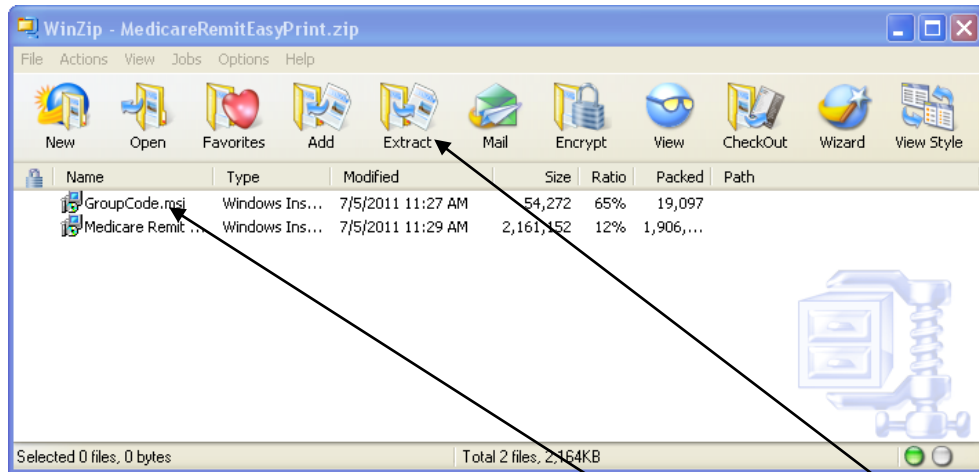 WinZip - MedicareRemitEasyPrint.zip
File Actions View Jobs Options Help
New Open Favorites Add Extract Mail Encrypt View CheckOut Wizard View Style
Name Type Modified Size Ratio Packed Path
GroupCode.msi Windows Ins... 7/5/2011 11:27 AM 54,272 65% 19,097
Medicare Remit ... Windows Ins... 7/5/2011 11:29 AM 2,161,152 12% 1,906,...
Selected 0 files, 0 bytes Total 2 files, 2,164KB